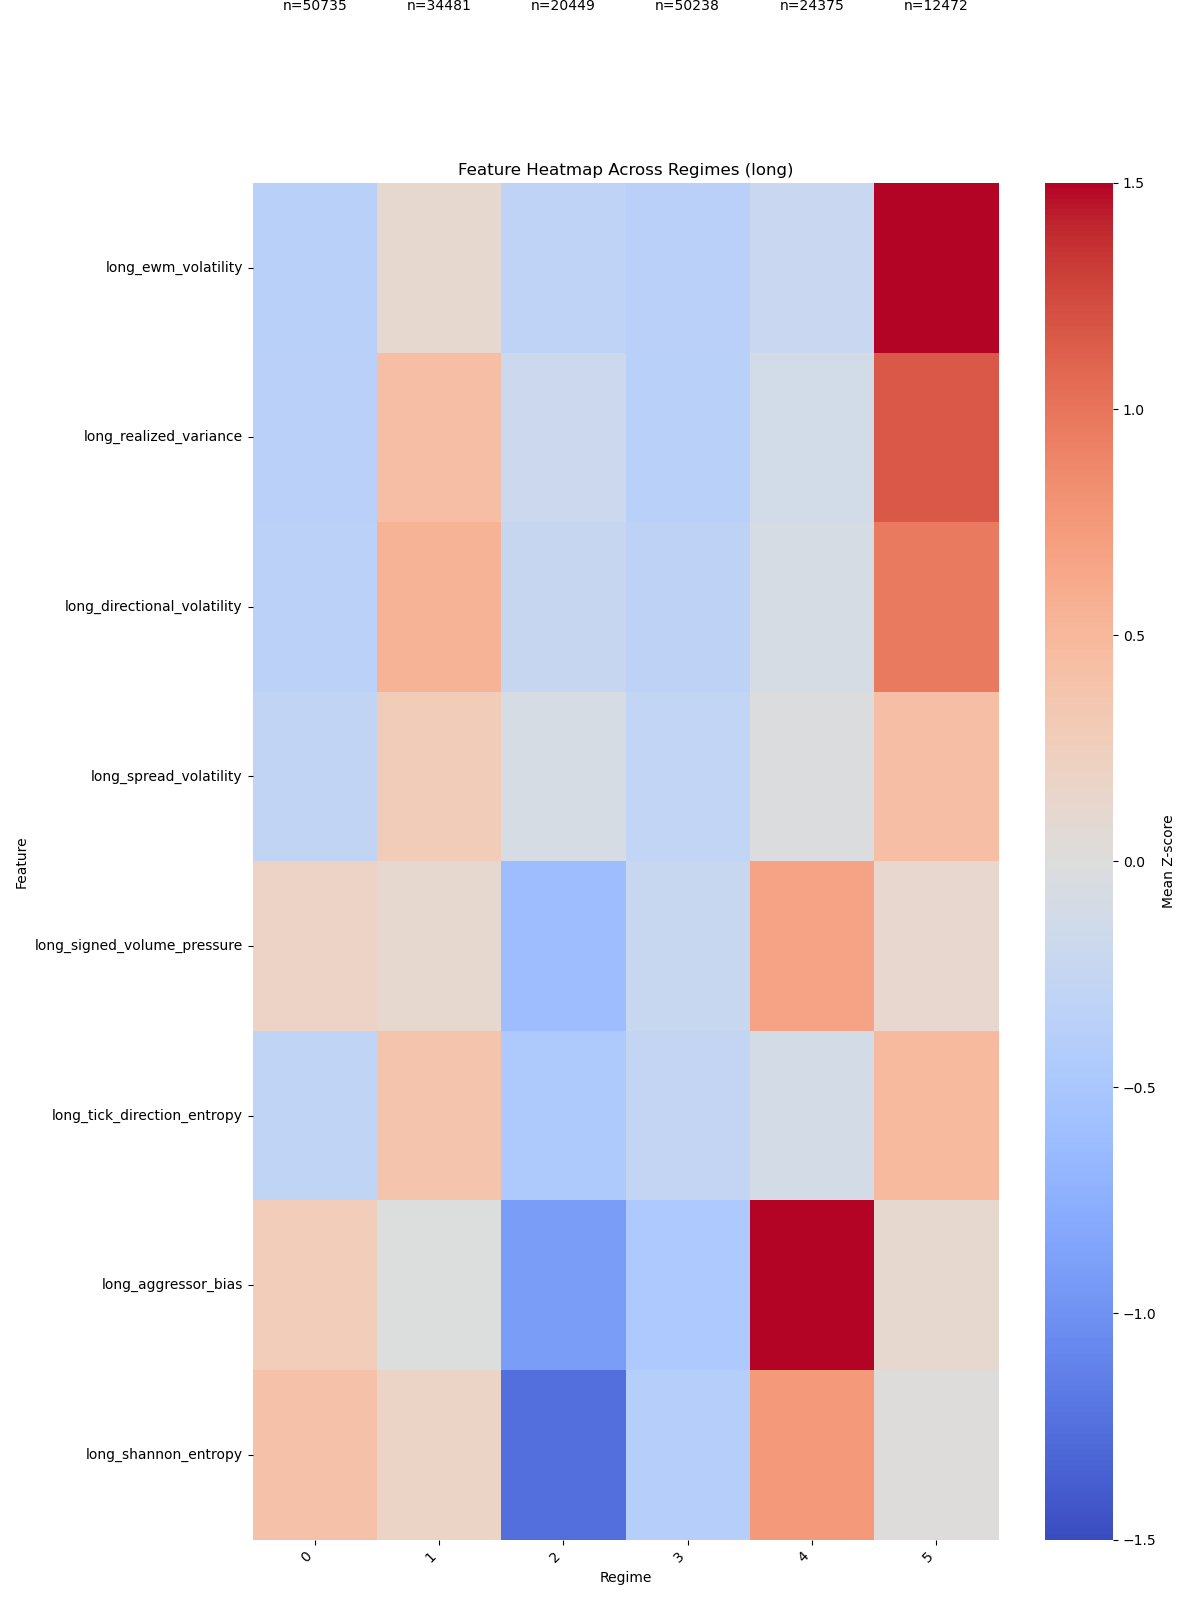 n=50735 n=34481 n=20449 n=50238 n=24375 n=12472
Feature Heatmap Across Regimes (long)
long_ewm_volatility
long_realized_variance
long_directional_volatility
long_spread_volatility
long_signed_volume_pressure
long_tick_direction_entropy
long_aggressor_bias
long_shannon_entropy
Feature
0 1 2 3 4 5
Regime
1.5
1.0
0.5
0.0
−0.5
−1.0
−1.5
Mean Z-score